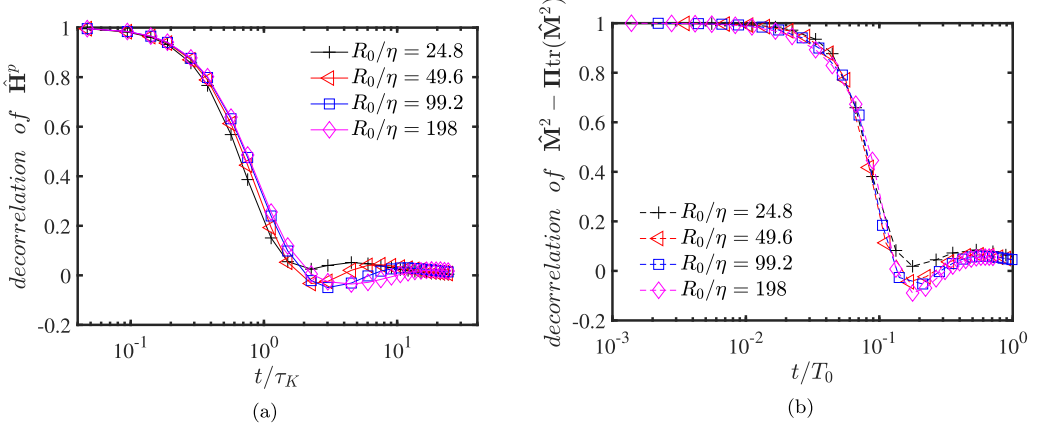 decorrelation of Ĥ^p
1
0.8
0.6
0.4
0.2
0
-0.2
R_0/η = 24.8
R_0/η = 49.6
R_0/η = 99.2
R_0/η = 198
10^-1
10^0
10^1
t/τ_K
(a)
decorrelation of M̂^2 − Πtr(M̂^2)
1
0.8
0.6
0.4
0.2
0
-0.2
R_0/η = 24.8
R_0/η = 49.6
R_0/η = 99.2
R_0/η = 198
10^-3
10^-2
10^-1
10^0
t/T_0
(b)